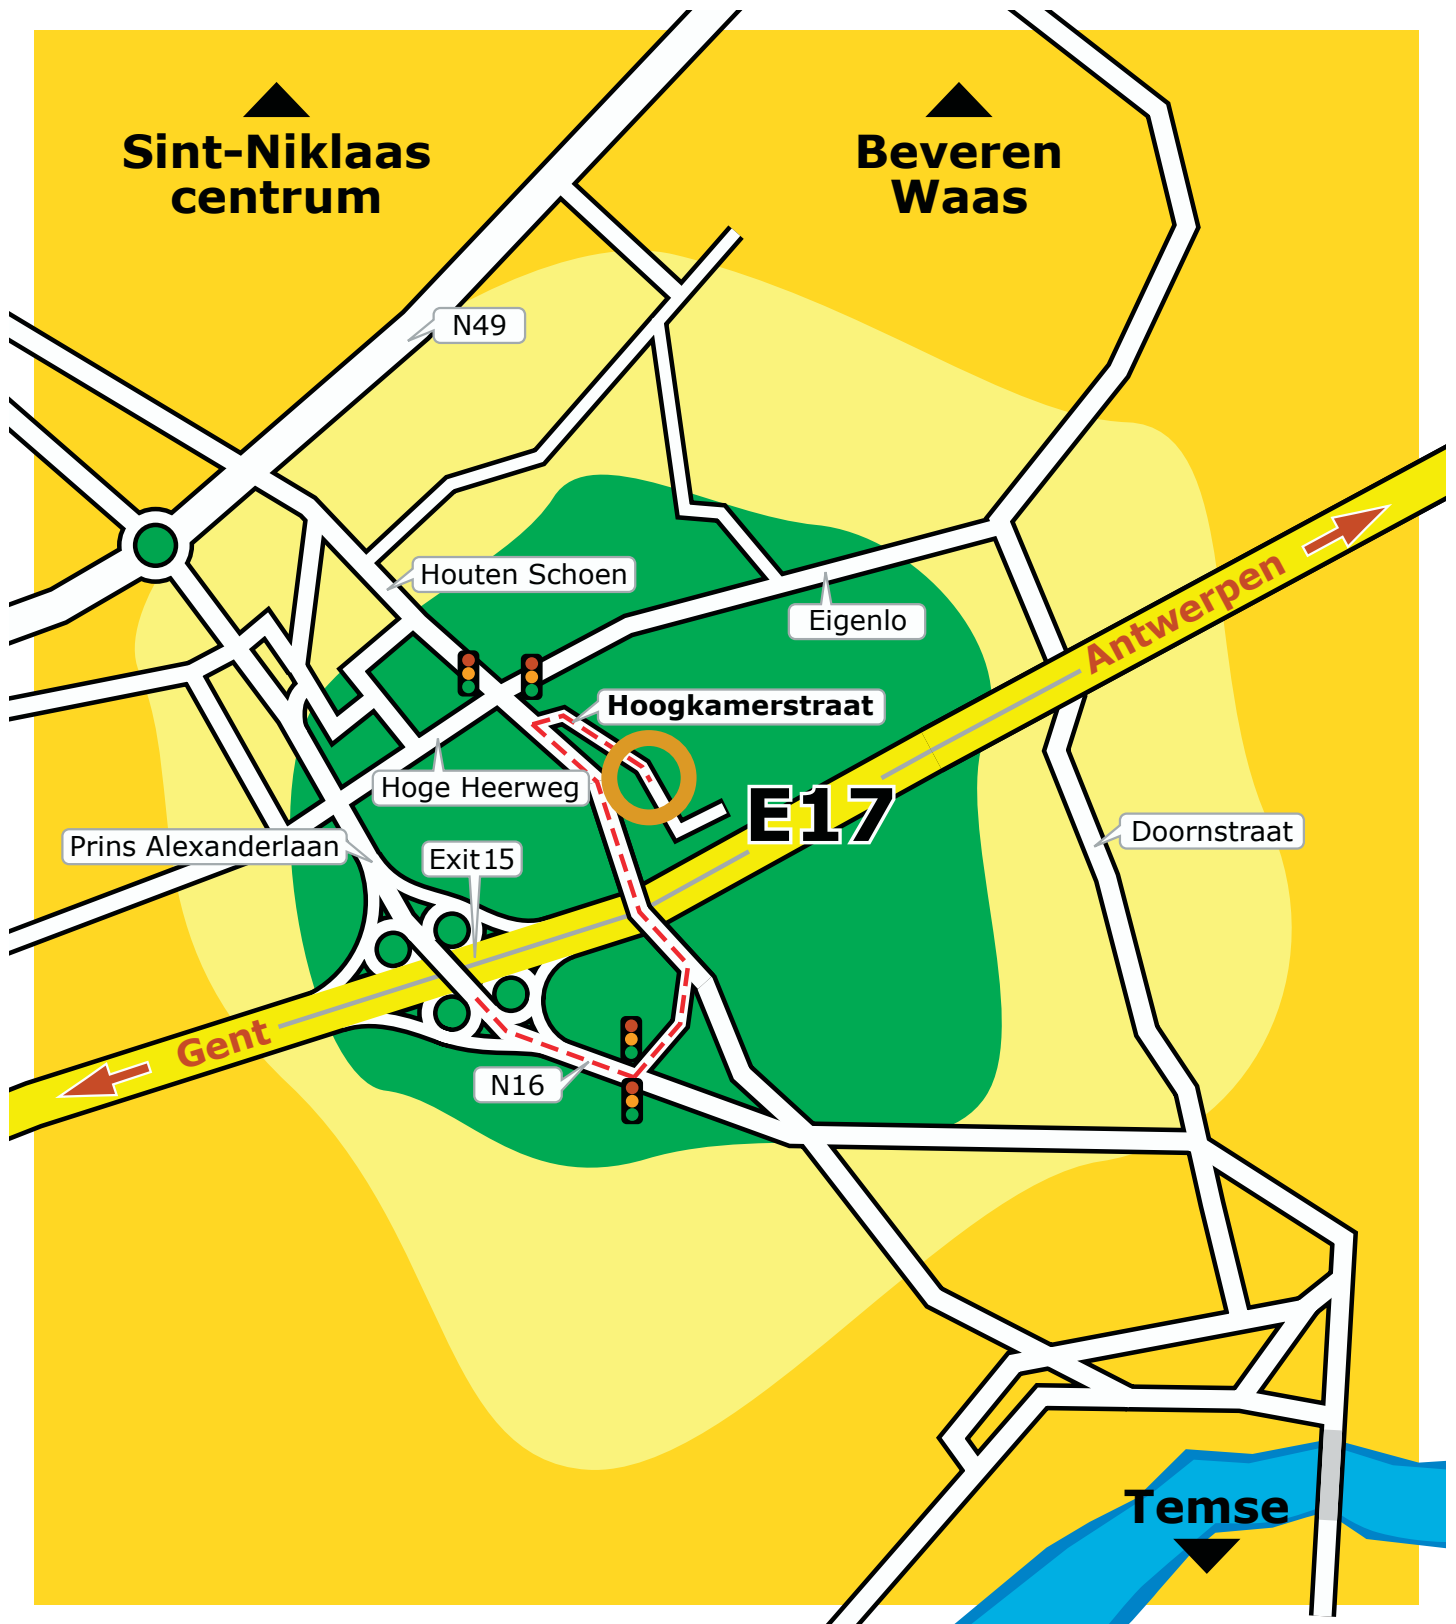 Sint-Niklaas
centrum
Beveren
Waas
N49
Houten Schoen
Eigenlo
Antwerpen
Hoogkamerstraat
Hoge Heerweg
E17
Prins Alexanderlaan
Exit 15
Doornstraat
Gent
N16
Temse